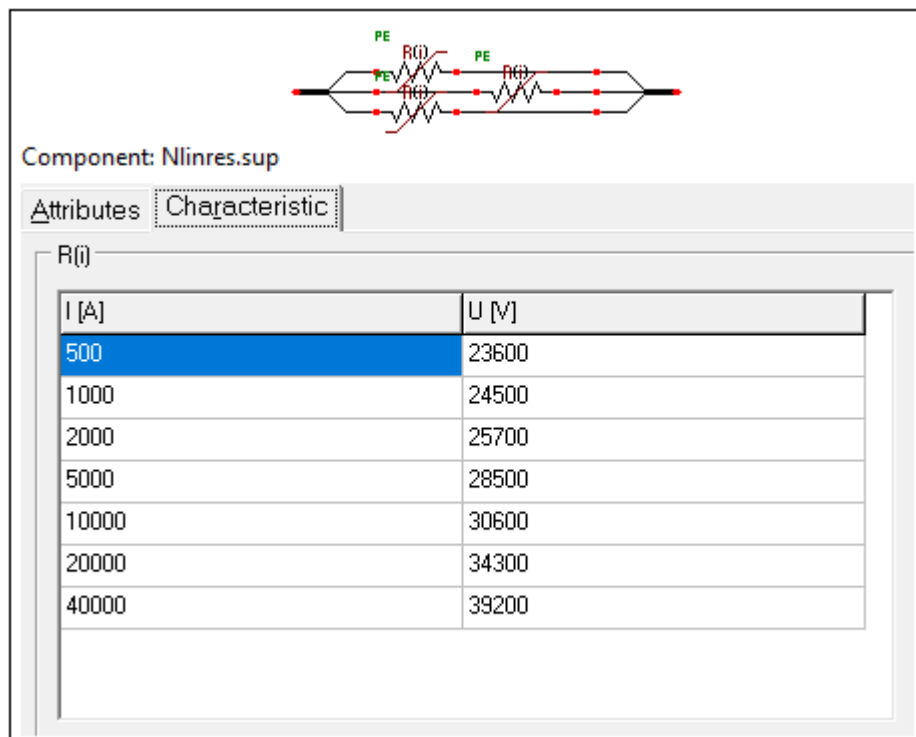 PE
R(i)
PE
R(i)
PE
R(i)
Component: Nlinres.sup
Attributes Characteristic
R(i)
I [A] U [V]
500 23600
1000 24500
2000 25700
5000 28500
10000 30600
20000 34300
40000 39200